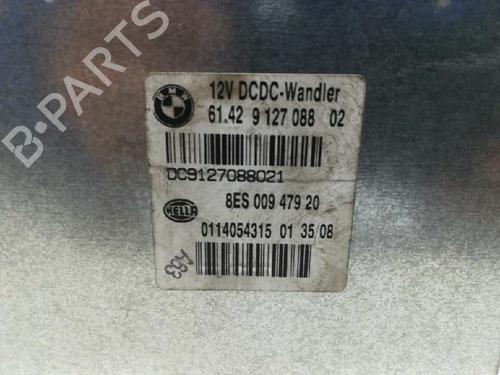 BMW
12V DCDC-Wandler
61.42 9 127 088 02
DC9127088021
HELLA
8ES 009 479 20
0114054315 01 35/08
A63
B-PARTS